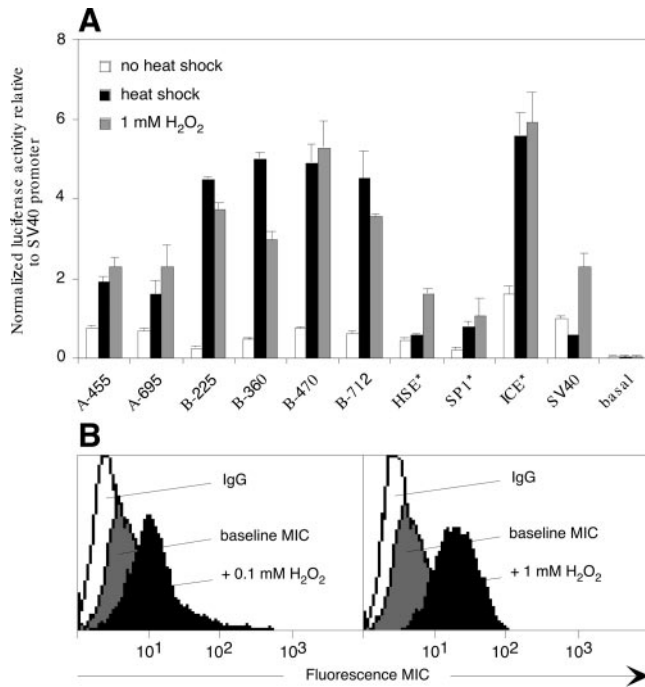 A
Normalized luciferase activity relative
to SV40 promoter
8
6
4
2
0
no heat shock
heat shock
1 mM H₂O₂
A-455
A-695
B-225
B-360
B-470
B-712
HSE*
SP1*
ICE*
SV40
basal
B
IgG
baseline MIC
+ 0.1 mM H₂O₂
10¹
10²
10³
IgG
baseline MIC
+ 1 mM H₂O₂
10¹
10²
10³
Fluorescence MIC